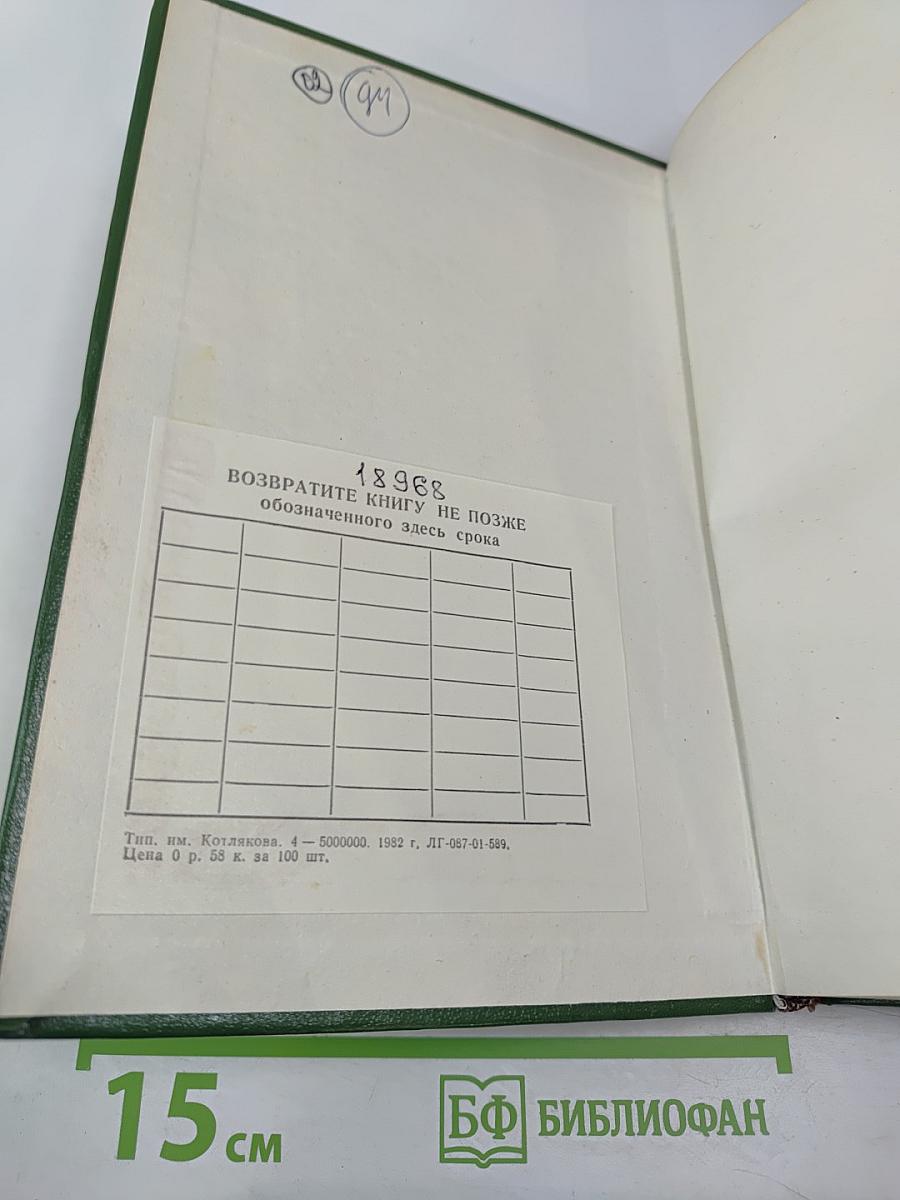 18968
ВОЗВРАТИТЕ КНИГУ НЕ ПОЗЖЕ
обозначенного здесь срока
Тип. им. Котлякова. 4 — 5000000. 1982 г. ЛГ-087-01-589.
Цена 0 р. 58 к. за 100 шт.
15 см
БФ БИБЛИОФАН